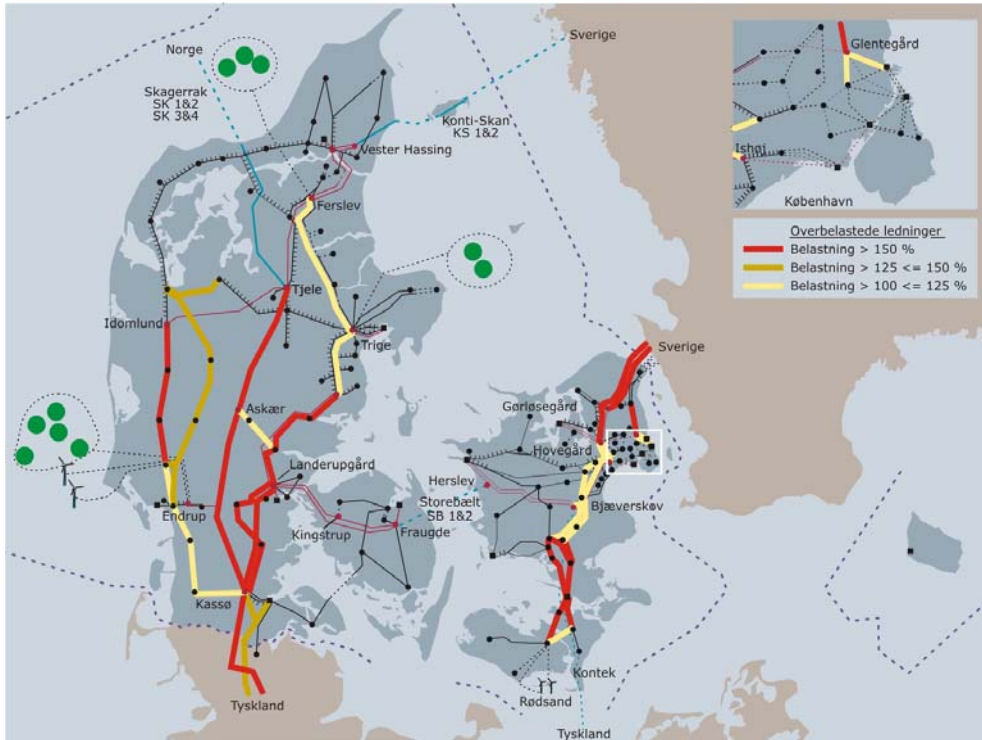 Norge
Sverige
Skagerrak
SK 1&2
SK 3&4
Konti-Skan
KS 1&2
Vester Hassing
Ferslev
Tjele
Idomlund
Trige
Askær
Landerupgård
Endrup
Kingstrup
Fraugde
Kassø
Tyskland
Sverige
Gørløsegård
Hovegård
Herslev
Storebælt
SB 1&2
Bjæverskov
Kontek
Rødsand
Tyskland
Glentegård
Ishøj
København
Overbelastede ledninger
Belastning > 150 %
Belastning > 125 <= 150 %
Belastning > 100 <= 125 %